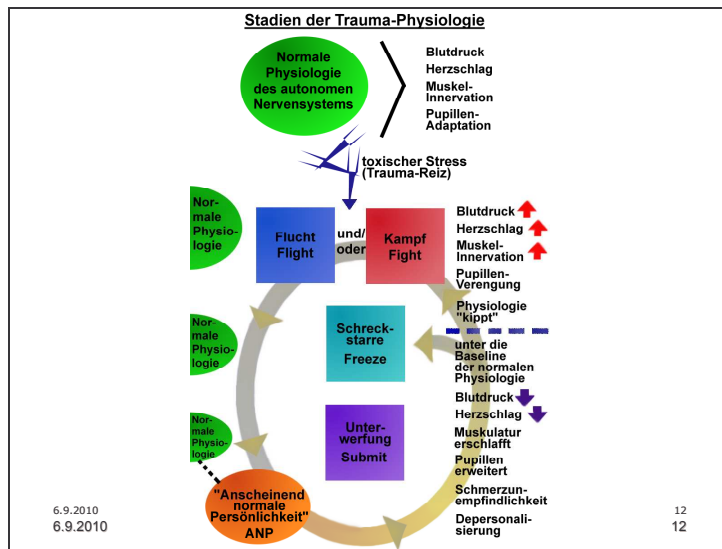 Stadien der Trauma-Physiologie
Normale
Physiologie
des autonomen
Nervensystems
Blutdruck
Herzschlag
Muskel-
Innervation
Pupillen-
Adaptation
toxischer Stress
(Trauma-Reiz)
Nor-
male
Physio-
logie
Flucht
Flight
und/
oder
Kampf
Fight
Blutdruck
Herzschlag
Muskel-
Innervation
Pupillen-
Verengung
Physiologie
"kippt"
Nor-
male
Physio-
logie
Schreck-
starre
Freeze
unter die
Baseline
der normalen
Physiologie
Blutdruck
Herzschlag
Muskulatur
erschlafft
Pupillen
erweitert
Schmerzun-
empfindlichkeit
Depersonali-
sierung
Nor-
male
Physio-
logie
Unter-
werfung
Submit
"Anscheinend
normale
Persönlichkeit"
ANP
6.9.2010
12
6.9.2010
12